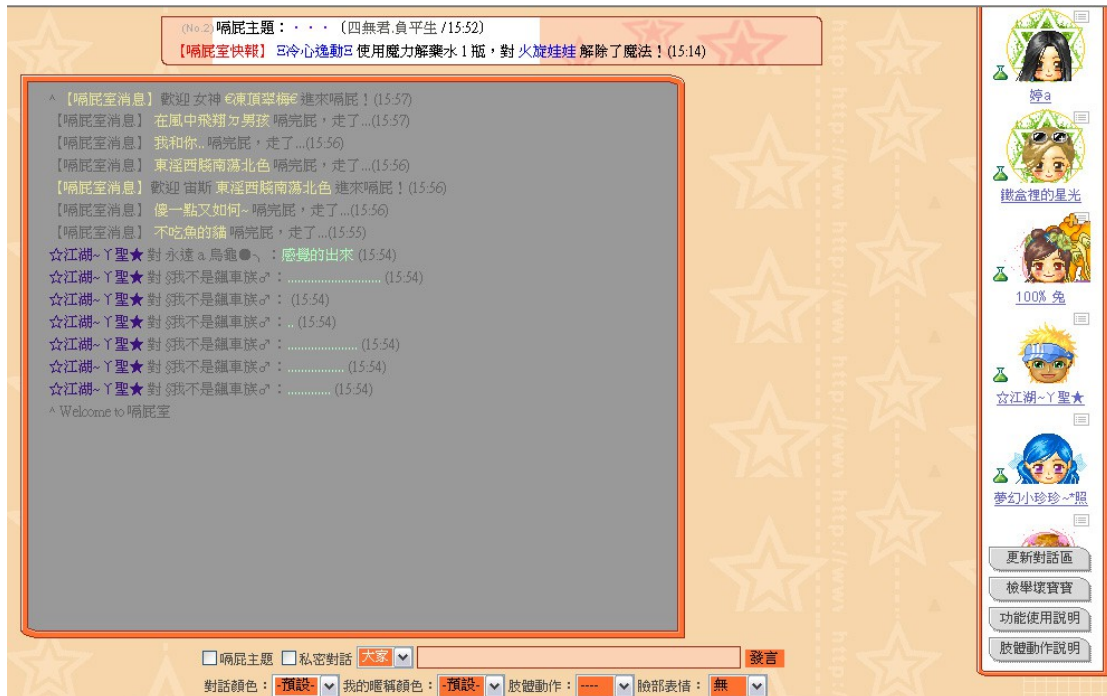 (No.2) 嗝屁主題：・・・〔四無君.負平生 /15:52〕
【嗝屁室快報】 Ξ冷心逸動Ξ 使用魔力解藥水 1 瓶，對 火旋娃娃 解除了魔法！(15:14)
^【嗝屁室消息】歡迎 女神 €凍頂翠梅€ 進來嗝屁！(15:57)
【嗝屁室消息】 在風中飛翔ㄉ男孩 嗝完屁，走了...(15:57)
【嗝屁室消息】 我和你.. 嗝完屁，走了...(15:56)
【嗝屁室消息】 東淫西賤南蕩北色 嗝完屁，走了...(15:56)
【嗝屁室消息】歡迎 宙斯 東淫西賤南蕩北色 進來嗝屁！(15:56)
【嗝屁室消息】 傻一點又如何~ 嗝完屁，走了...(15:56)
【嗝屁室消息】 不吃魚的貓 嗝完屁，走了...(15:55)
☆江湖~丫聖★ 對 永遠 a 烏龜●╮：感覺的出來 (15:54)
☆江湖~丫聖★ 對 §我不是飆車族♂：............................ (15:54)
☆江湖~丫聖★ 對 §我不是飆車族♂： (15:54)
☆江湖~丫聖★ 對 §我不是飆車族♂：.. (15:54)
☆江湖~丫聖★ 對 §我不是飆車族♂：..................... (15:54)
☆江湖~丫聖★ 對 §我不是飆車族♂：................. (15:54)
☆江湖~丫聖★ 對 §我不是飆車族♂：............. (15:54)
^ Welcome to 嗝屁室
婷a
鐵盒裡的星光
100% 兔
☆江湖~丫聖★
夢幻小珍珍~*照
更新對話區
檢舉壞寶寶
功能使用說明
肢體動作說明
嗝屁主題 私密對話 大家 發言
對話顏色：-預設- 我的暱稱顏色：-預設- 肢體動作：---- 臉部表情：無